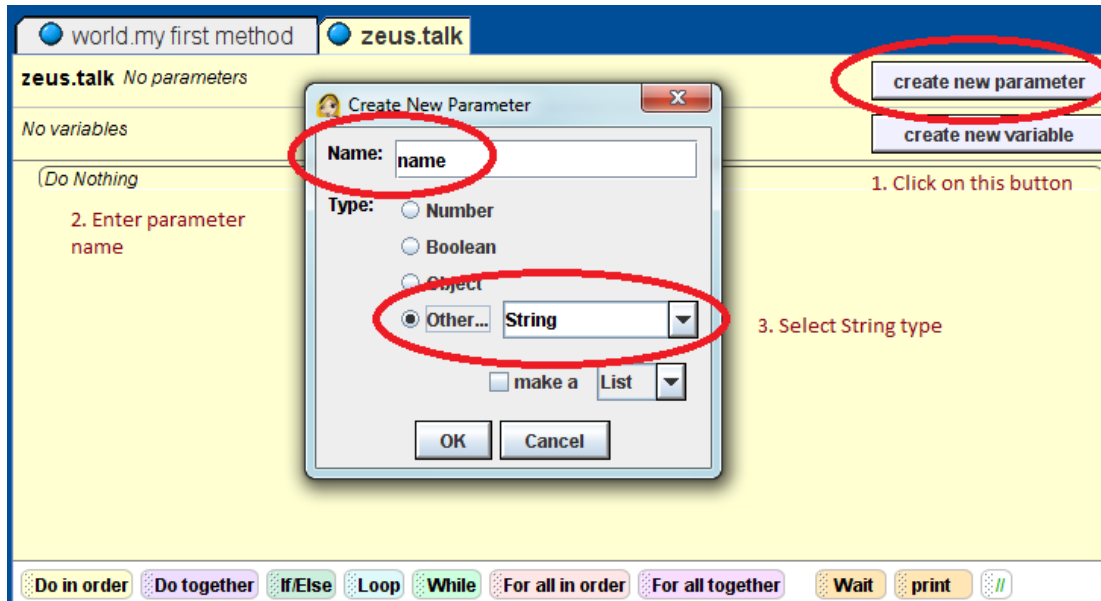 world.my first method
zeus.talk
zeus.talk No parameters
create new parameter
No variables
create new variable
(Do Nothing
1. Click on this button
2. Enter parameter
name
Create New Parameter
Name: name
Type:
Number
Boolean
Object
Other... String
3. Select String type
make a List
OK Cancel
Do in order Do together If/Else Loop While For all in order For all together Wait print //